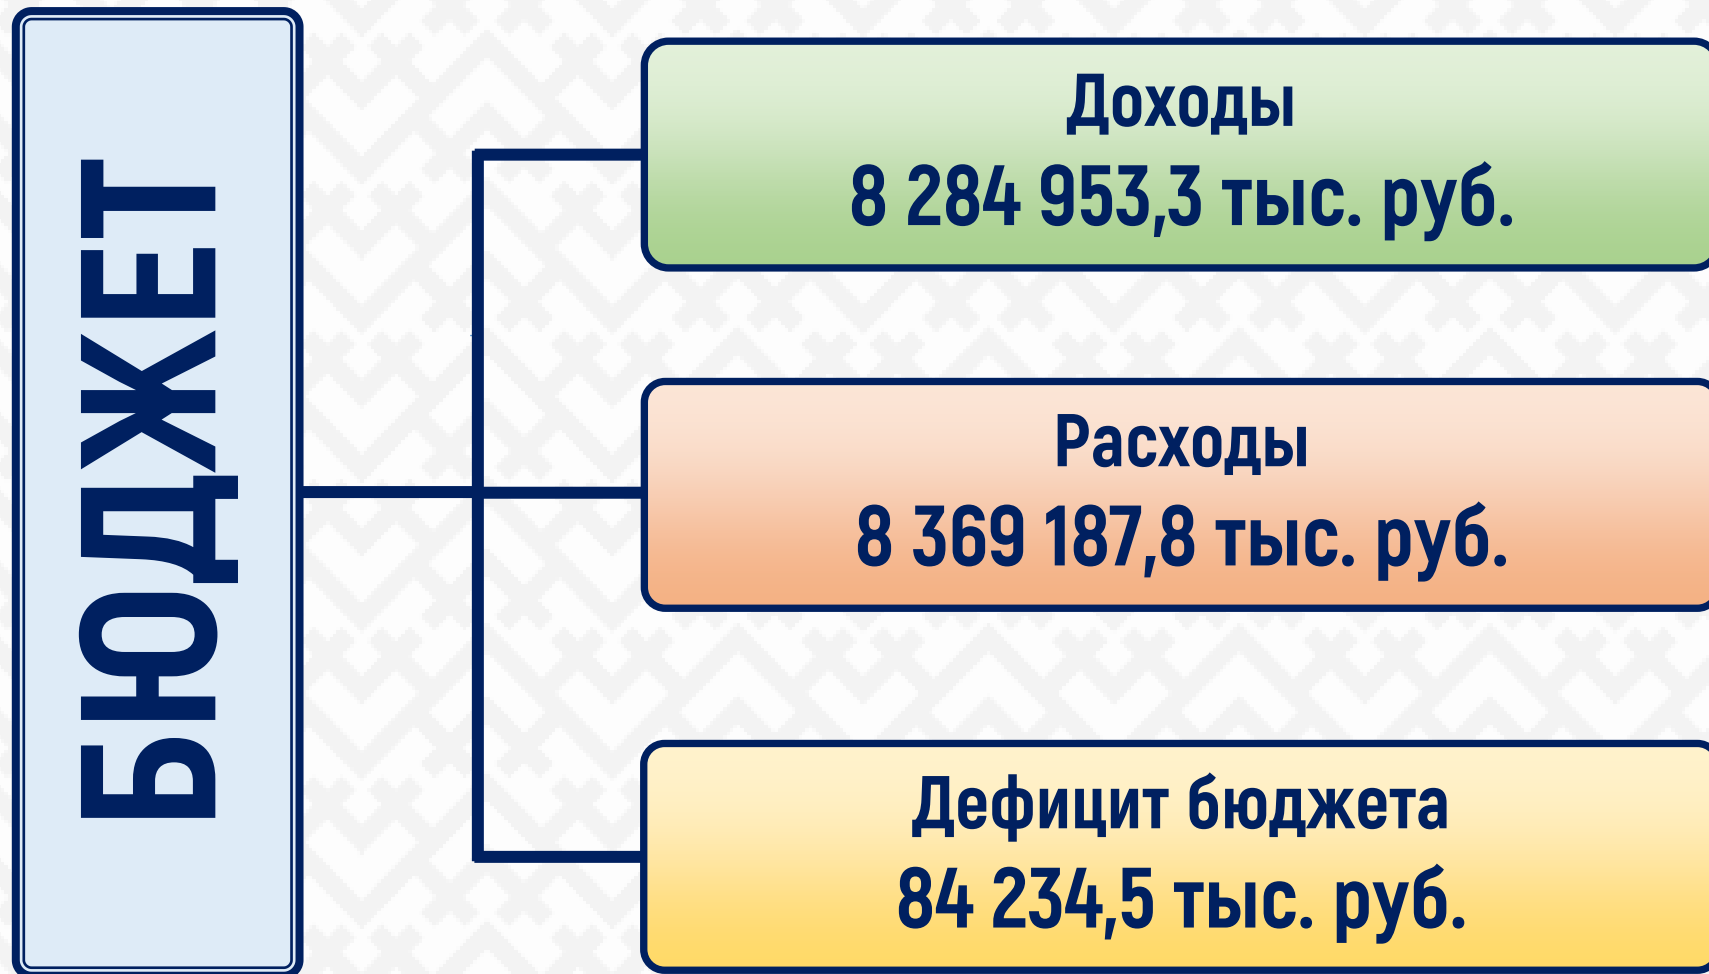 БЮДЖЕТ
Доходы
8 284 953,3 тыс. руб.
Расходы
8 369 187,8 тыс. руб.
Дефицит бюджета
84 234,5 тыс. руб.